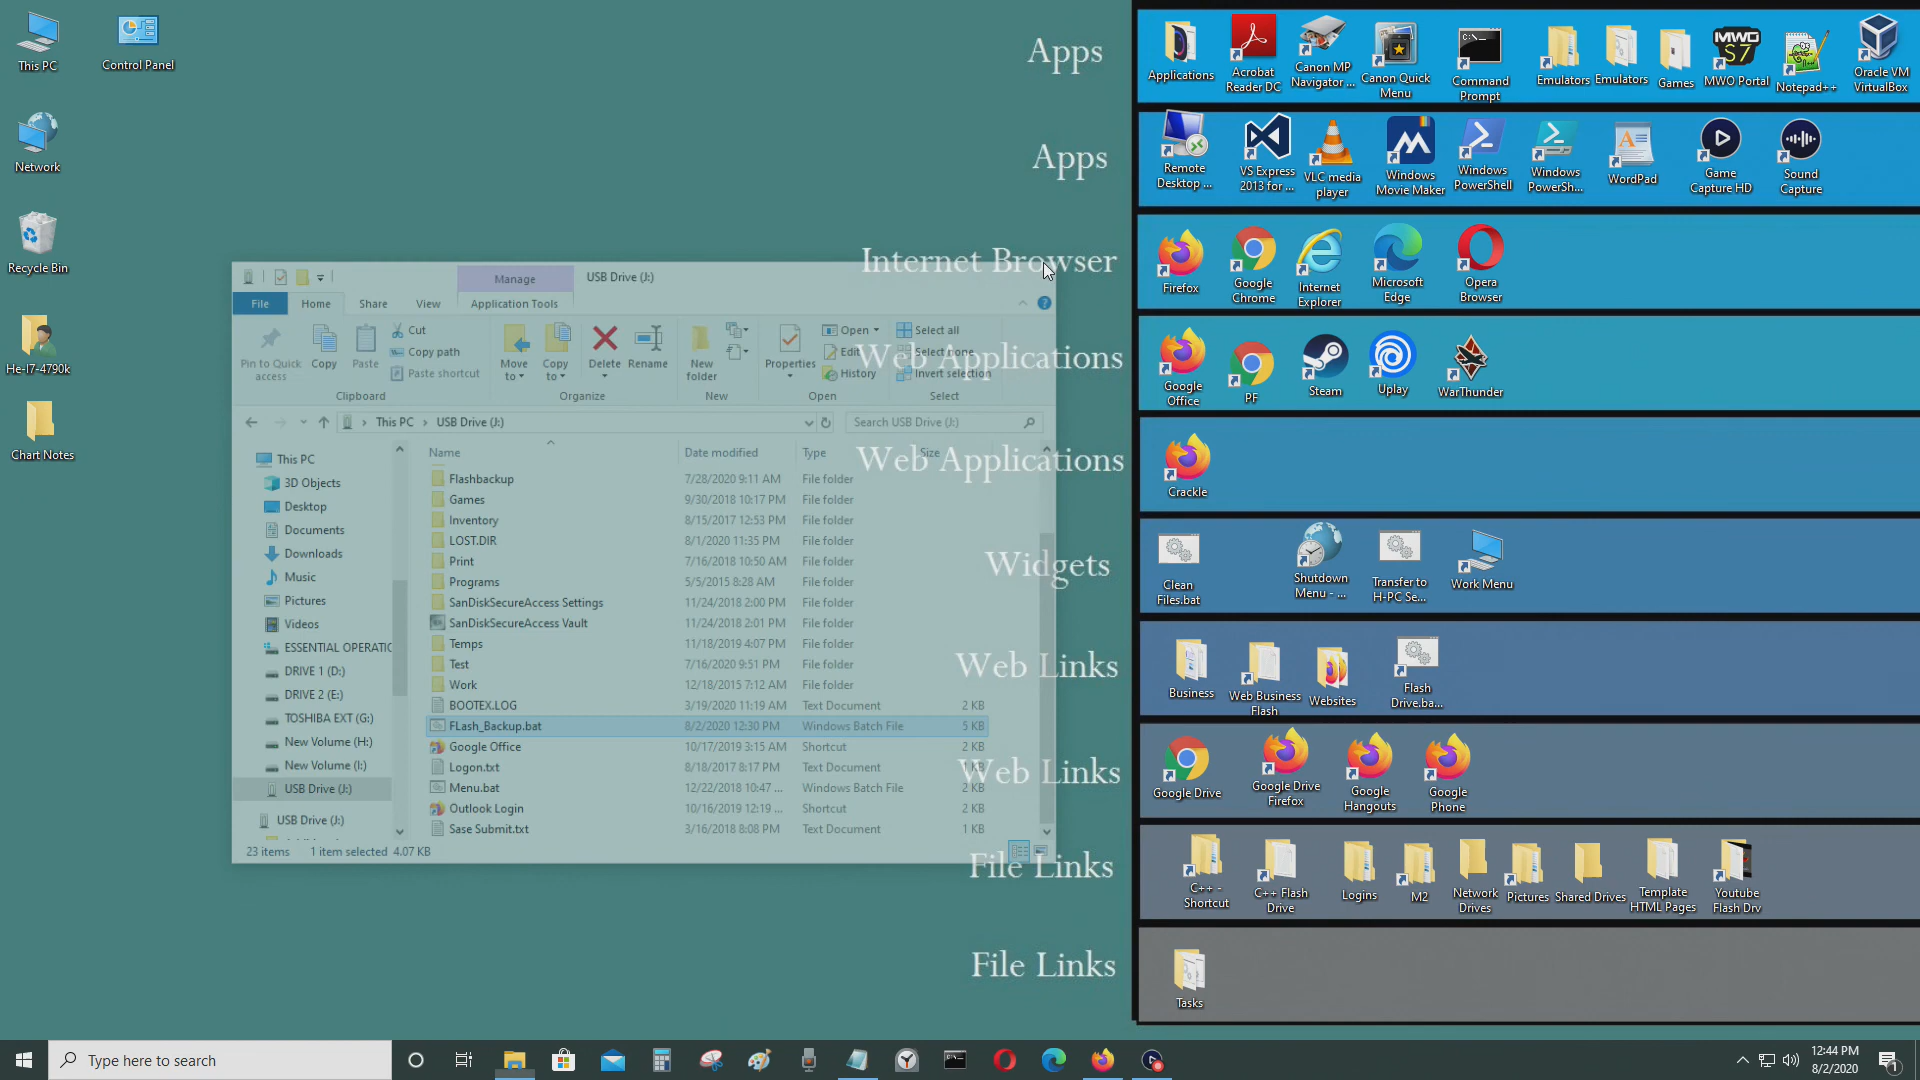 This PC
Control Panel
Network
Recycle Bin
He-I7-4790k
Chart Notes
Apps
Apps
Internet Browser
Web Applications
Web Applications
Widgets
Web Links
Web Links
File Links
File Links
Applications
Acrobat
Reader DC
Canon MP
Navigator ...
Canon Quick
Menu
Command
Prompt
Emulators
Emulators
Games
MWO
S7
MWO Portal
Notepad++
Oracle VM
VirtualBox
Remote
Desktop ...
VS Express
2013 for ...
VLC media
player
Windows
Movie Maker
Windows
PowerShell
Windows
PowerSh...
WordPad
Game
Capture HD
Sound
Capture
Firefox
Google
Chrome
Internet
Explorer
Microsoft
Edge
Opera
Browser
Google
Office
PF
Steam
Uplay
WarThunder
Crackle
Clean
Files.bat
Shutdown
Menu - ...
Transfer to
H-PC Se...
Work Menu
Business
Web Business
Flash
Websites
Flash
Drive.ba...
Google Drive
Google Drive
Firefox
Google
Hangouts
Google
Phone
C++ -
Shortcut
C++ Flash
Drive
Logins
M2
Network
Drives
Pictures
Shared Drives
Template
HTML Pages
Youtube
Flash Drv
Tasks
Manage
USB Drive (J:)
File Home Share View Application Tools
Pin to Quick
access
Copy
Paste
Cut
Copy path
Paste shortcut
Clipboard
Move
to
Copy
to
Delete
Rename
Organize
New
folder
New
Properties
Open
Edit
History
Open
Select all
Select none
Invert selection
Select
This PC > USB Drive (J:)
Search USB Drive (J:)
This PC
3D Objects
Desktop
Documents
Downloads
Music
Pictures
Videos
ESSENTIAL OPERATIC
DRIVE 1 (D:)
DRIVE 2 (E:)
TOSHIBA EXT (G:)
New Volume (H:)
New Volume (I:)
USB Drive (J:)
USB Drive (J:)
Name Date modified Type Size
Flashbackup 7/28/2020 9:11 AM File folder
Games 9/30/2018 10:17 PM File folder
Inventory 8/15/2017 12:53 PM File folder
LOST.DIR 8/1/2020 11:35 PM File folder
Print 7/16/2018 10:50 AM File folder
Programs 5/5/2015 8:28 AM File folder
SanDiskSecureAccess Settings 11/24/2018 2:00 PM File folder
SanDiskSecureAccess Vault 11/24/2018 2:01 PM File folder
Temps 11/18/2019 4:07 PM File folder
Test 7/16/2020 9:51 PM File folder
Work 12/18/2015 7:12 AM File folder
BOOTEX.LOG 3/19/2020 11:19 AM Text Document 2 KB
FLash_Backup.bat 8/2/2020 12:30 PM Windows Batch File 5 KB
Google Office 10/17/2019 3:15 AM Shortcut 2 KB
Logon.txt 8/18/2017 8:17 PM Text Document 1 KB
Menu.bat 12/22/2018 10:47 ... Windows Batch File 2 KB
Outlook Login 10/16/2019 12:19 ... Shortcut 2 KB
Sase Submit.txt 3/16/2018 8:08 PM Text Document 1 KB
23 items 1 item selected 4.07 KB
Type here to search
12:44 PM
8/2/2020
1